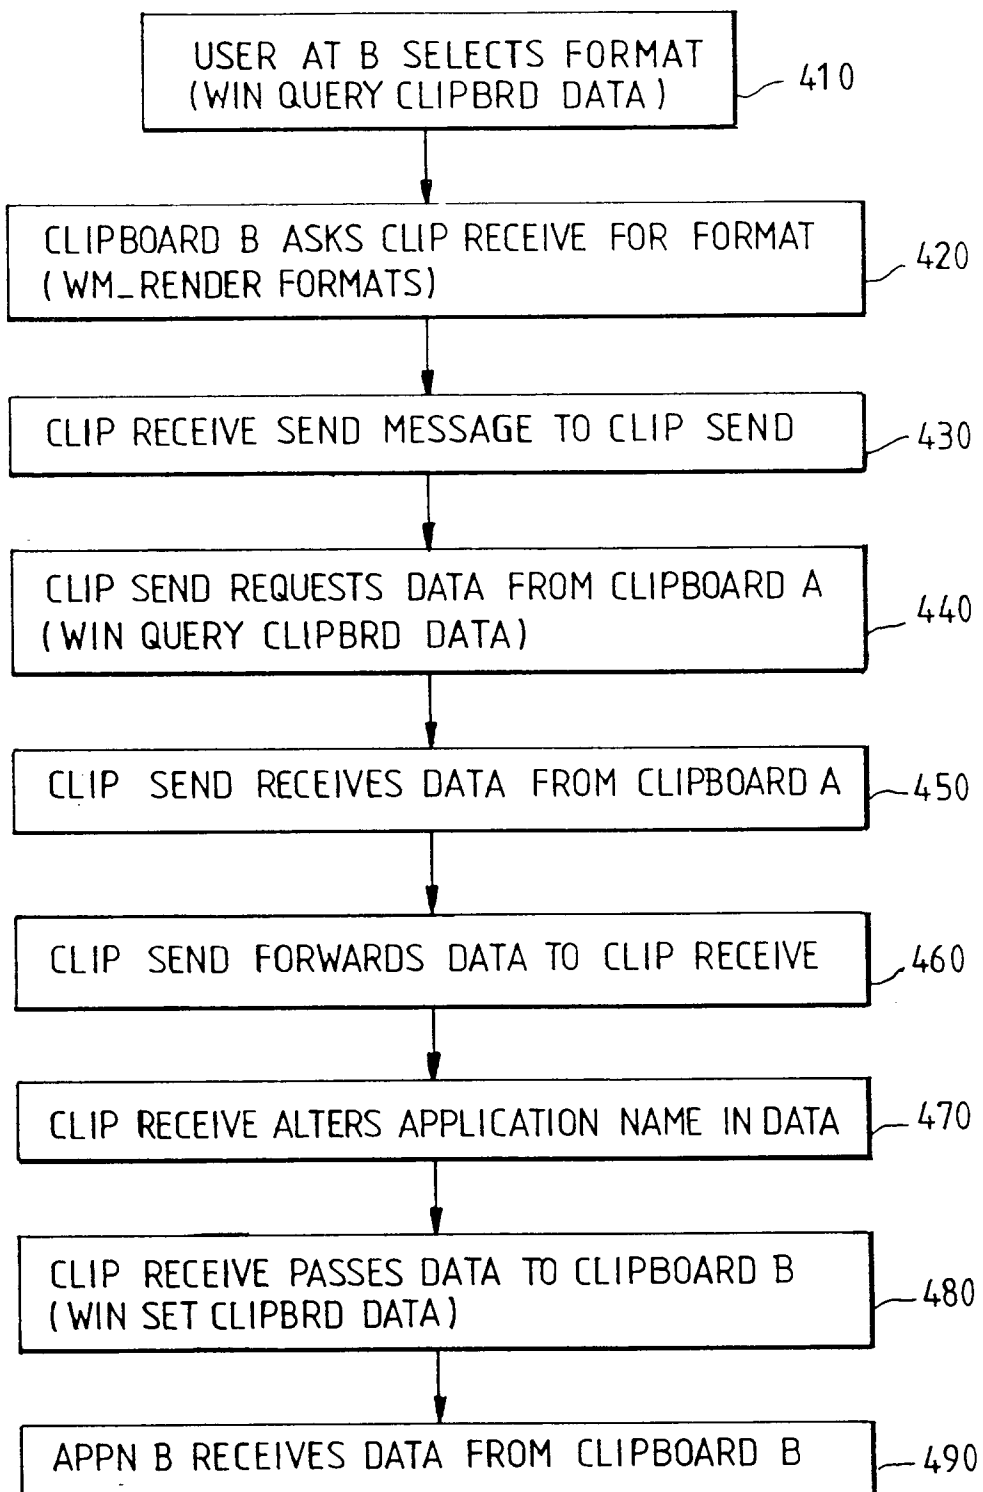 USER AT B SELECTS FORMAT
(WIN QUERY CLIPBRD DATA)
410
CLIPBOARD B ASKS CLIP RECEIVE FOR FORMAT
(WM_RENDER FORMATS)
420
CLIP RECEIVE SEND MESSAGE TO CLIP SEND
430
CLIP SEND REQUESTS DATA FROM CLIPBOARD A
(WIN QUERY CLIPBRD DATA)
440
CLIP SEND RECEIVES DATA FROM CLIPBOARD A
450
CLIP SEND FORWARDS DATA TO CLIP RECEIVE
460
CLIP RECEIVE ALTERS APPLICATION NAME IN DATA
470
CLIP RECEIVE PASSES DATA TO CLIPBOARD B
(WIN SET CLIPBRD DATA)
480
APPN B RECEIVES DATA FROM CLIPBOARD B
490